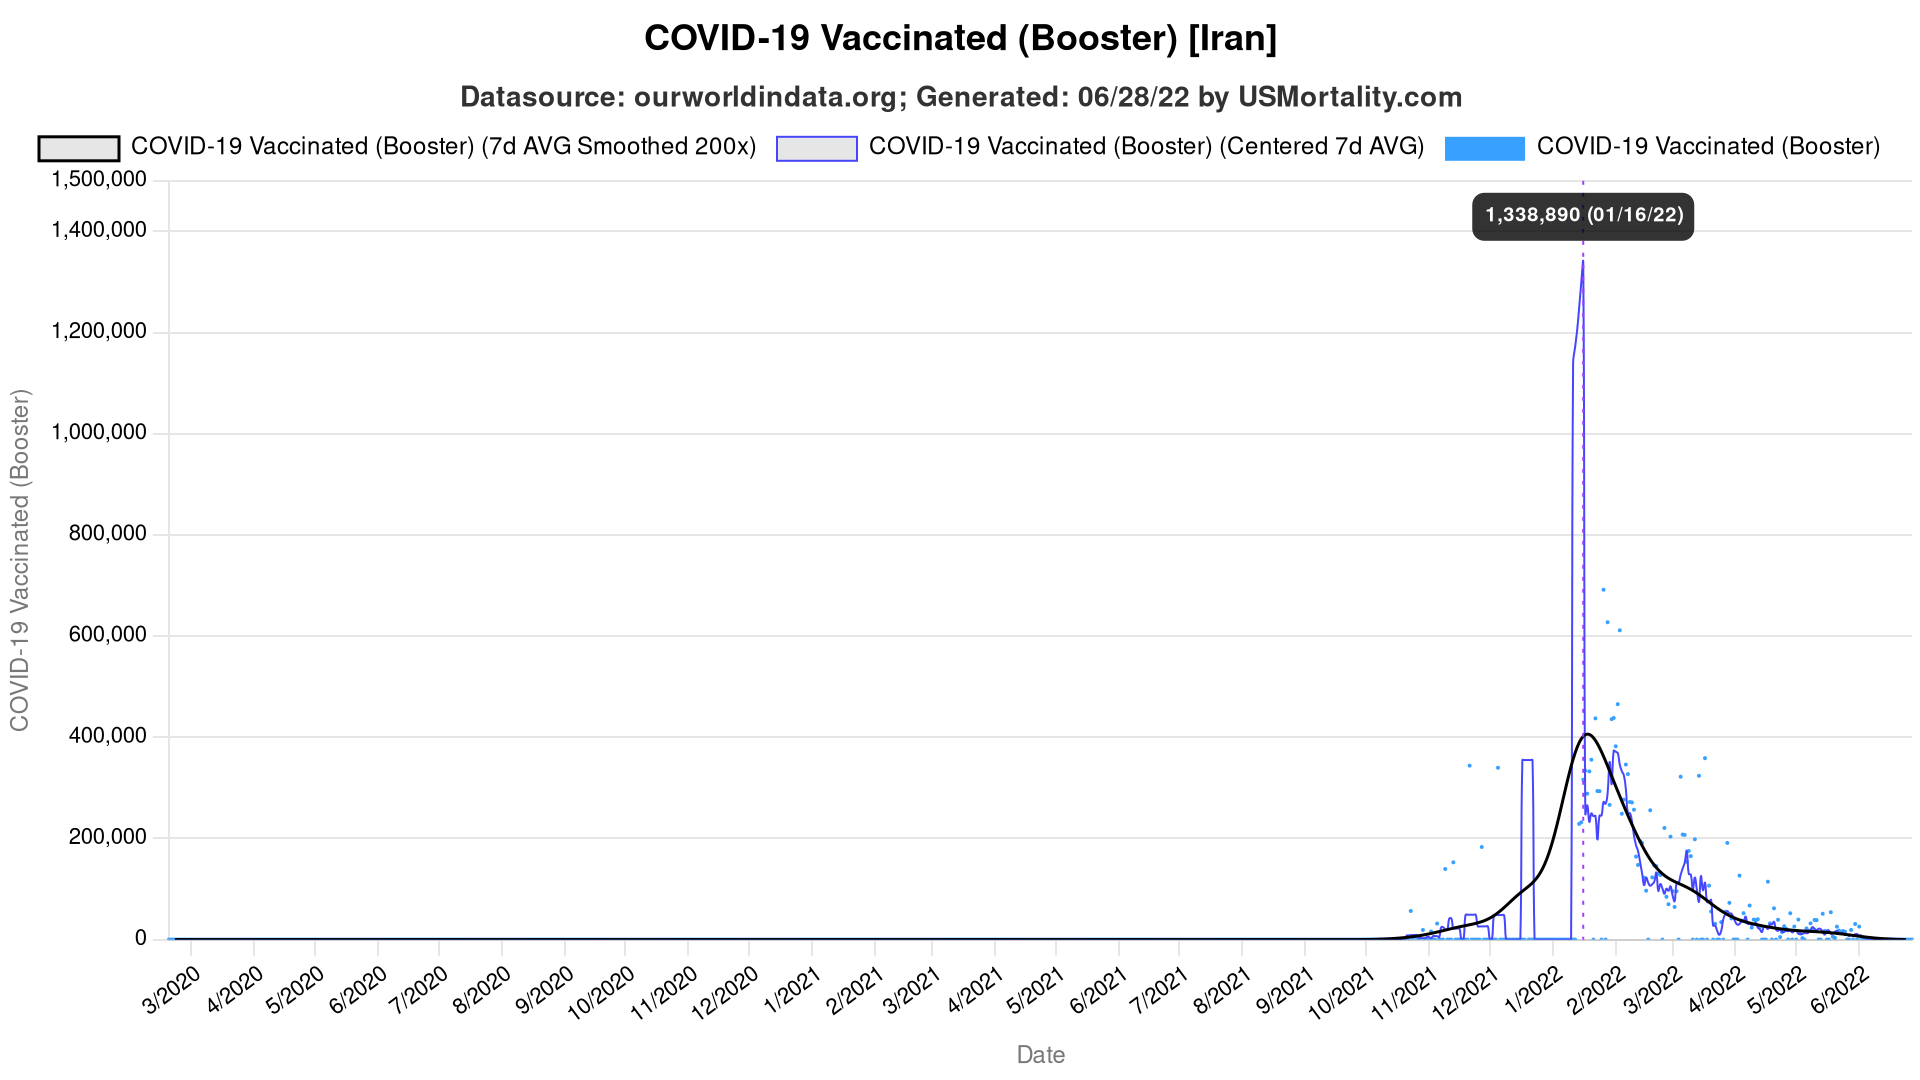 COVID-19 Vaccinated (Booster) [Iran]
Datasource: ourworldindata.org; Generated: 06/28/22 by USMortality.com
COVID-19 Vaccinated (Booster) (7d AVG Smoothed 200x) COVID-19 Vaccinated (Booster) (Centered 7d AVG) COVID-19 Vaccinated (Booster)
1,338,890 (01/16/22)
COVID-19 Vaccinated (Booster)
1,500,000
1,400,000
1,200,000
1,000,000
800,000
600,000
400,000
200,000
0
3/2020 4/2020 5/2020 6/2020 7/2020 8/2020 9/2020 10/2020 11/2020 12/2020 1/2021 2/2021 3/2021 4/2021 5/2021 6/2021 7/2021 8/2021 9/2021 10/2021 11/2021 12/2021 1/2022 2/2022 3/2022 4/2022 5/2022 6/2022
Date